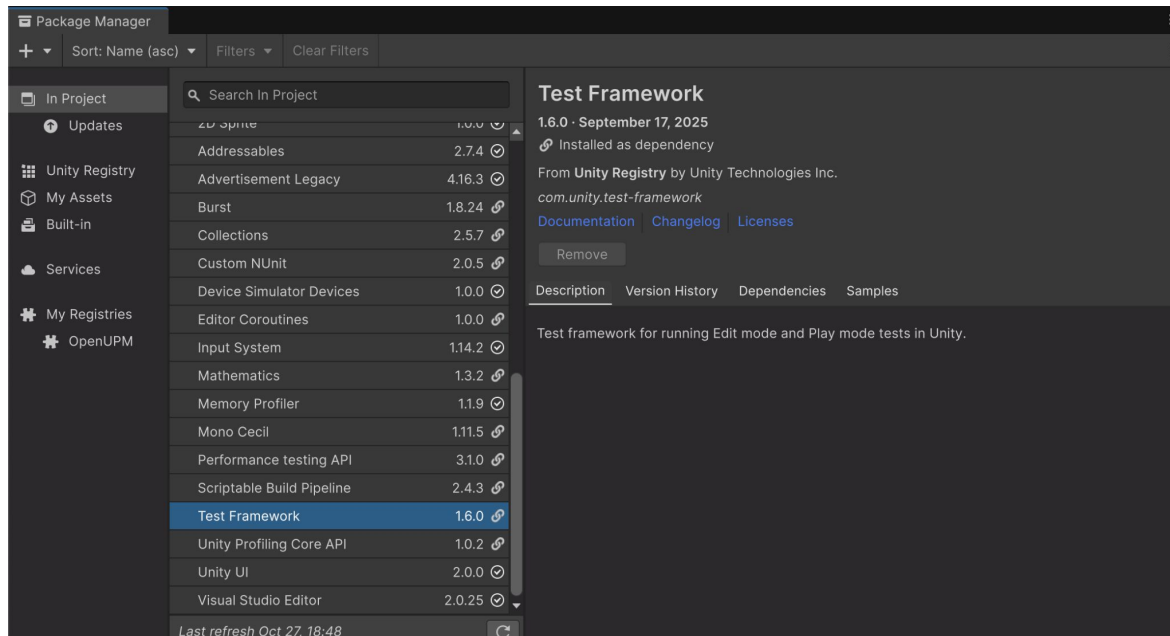 Package Manager
+ Sort: Name (asc) Filters Clear Filters
In Project
Updates
Unity Registry
My Assets
Built-in
Services
My Registries
OpenUPM
Search In Project
2D Sprite 1.0.0
Addressables 2.7.4
Advertisement Legacy 4.16.3
Burst 1.8.24
Collections 2.5.7
Custom NUnit 2.0.5
Device Simulator Devices 1.0.0
Editor Coroutines 1.0.0
Input System 1.14.2
Mathematics 1.3.2
Memory Profiler 1.1.9
Mono Cecil 1.11.5
Performance testing API 3.1.0
Scriptable Build Pipeline 2.4.3
Test Framework 1.6.0
Unity Profiling Core API 1.0.2
Unity UI 2.0.0
Visual Studio Editor 2.0.25
Last refresh Oct 27, 18:48
Test Framework
1.6.0 · September 17, 2025
Installed as dependency
From Unity Registry by Unity Technologies Inc.
com.unity.test-framework
Documentation Changelog Licenses
Remove
Description Version History Dependencies Samples
Test framework for running Edit mode and Play mode tests in Unity.